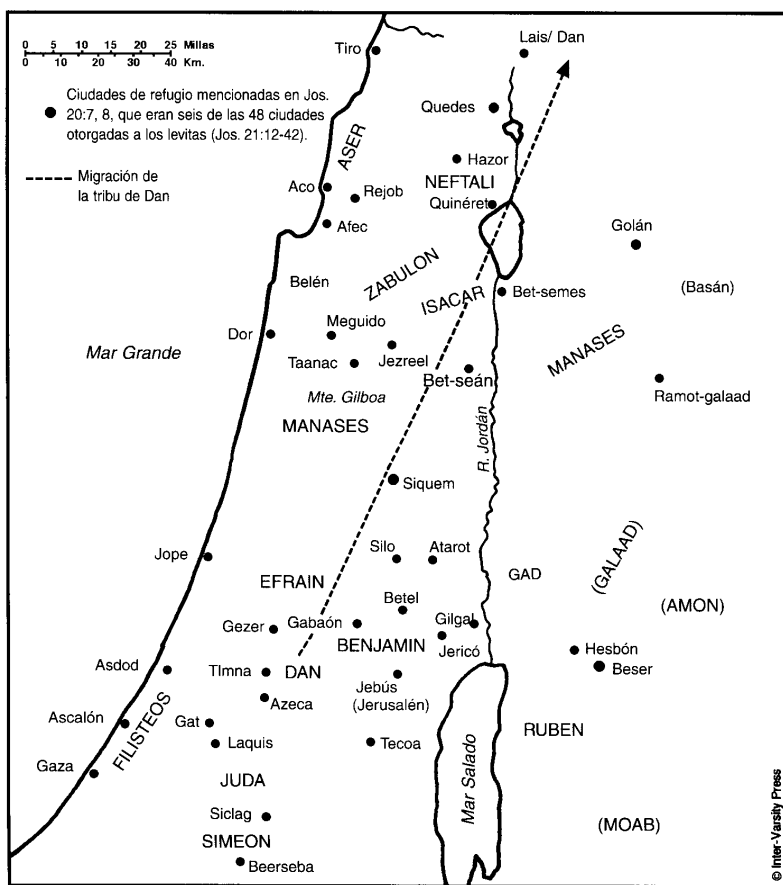 0 5 10 15 20 25 Millas
0 10 20 30 40 Km.
Ciudades de refugio mencionadas en Jos.
20:7, 8, que eran seis de las 48 ciudades
otorgadas a los levitas (Jos. 21:12-42).
Migración de
la tribu de Dan
Tiro
Lais/ Dan
Quedes
ASER
Hazor
NEFTALI
Aco
Rejob
Quinéret
Afec
Golán
ZABULON
Belén
ISACAR
Bet-semes
(Basán)
Mar Grande
Dor
Meguido
Jezreel
Taanac
Bet-seán
MANASES
Ramot-galaad
Mte. Gilboa
MANASES
R. Jordán
Siquem
Jope
Silo
Atarot
EFRAIN
GAD
(GALAAD)
Betel
(AMON)
Gezer
Gabaón
Gilgal
BENJAMIN
Jericó
Hesbón
Beser
Asdod
TImna
DAN
Jebús
(Jerusalén)
Azeca
Ascalón
FILISTEOS
Gat
Laquis
Tecoa
RUBEN
Gaza
JUDA
Mar Salado
Siclag
SIMEON
(MOAB)
Beerseba
© Inter-Varsity Press